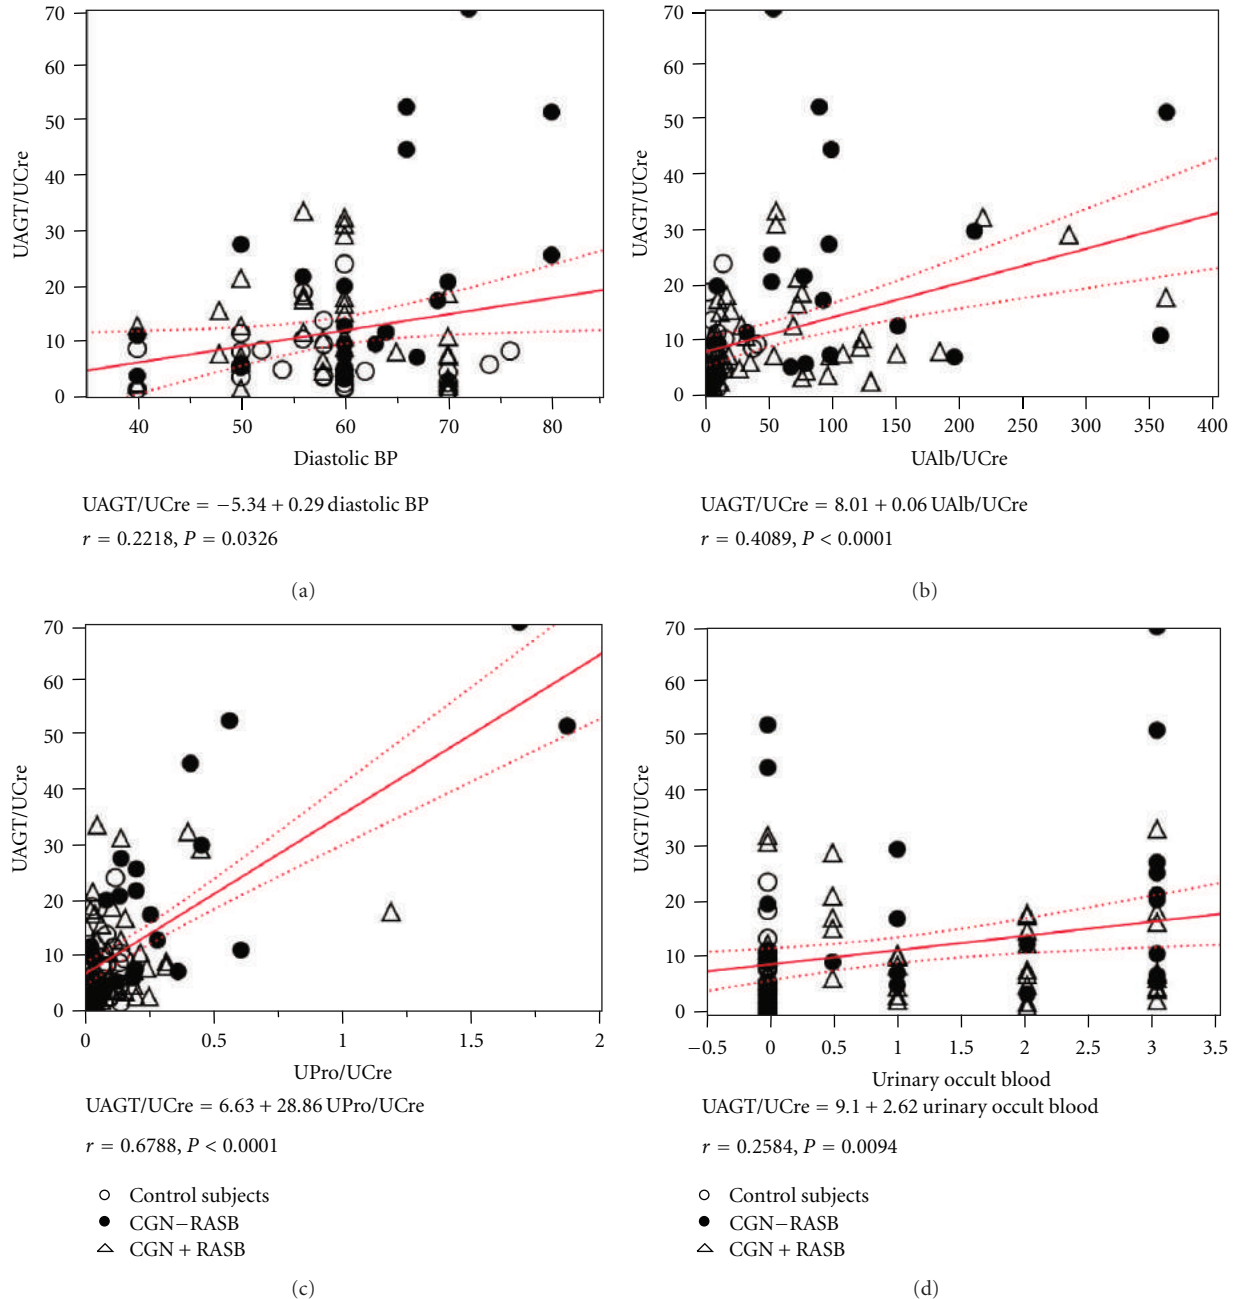 70
60
50
40
30
20
10
0
UAGT/UCre
40 50 60 70 80
Diastolic BP
UAGT/UCre = −5.34 + 0.29 diastolic BP
r = 0.2218, P = 0.0326
(a)
70
60
50
40
30
20
10
0
UAGT/UCre
0 50 100 150 200 250 300 350 400
UAlb/UCre
UAGT/UCre = 8.01 + 0.06 UAlb/UCre
r = 0.4089, P < 0.0001
(b)
70
60
50
40
30
20
10
0
UAGT/UCre
0 0.5 1 1.5 2
UPro/UCre
UAGT/UCre = 6.63 + 28.86 UPro/UCre
r = 0.6788, P < 0.0001
Control subjects
CGN−RASB
CGN + RASB
(c)
70
60
50
40
30
20
10
0
UAGT/UCre
−0.5 0 0.5 1 1.5 2 2.5 3 3.5
Urinary occult blood
UAGT/UCre = 9.1 + 2.62 urinary occult blood
r = 0.2584, P = 0.0094
Control subjects
CGN−RASB
CGN + RASB
(d)